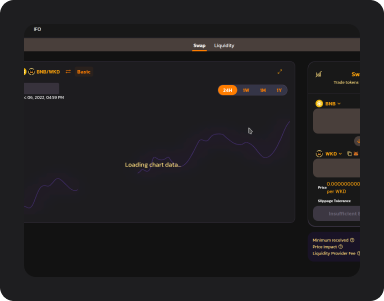 IFO
Swap Liquidity
BNB/WKD Basic
24H 1W 1M 1Y
06, 2022, 04:59 PM
Loading chart data...
Sw
Trade tokens
BNB
WKD
Price 0.000000000
per WKD
Slippage Tolerance
Insufficient
Minimum received
Price Impact
Liquidity Provider Fee